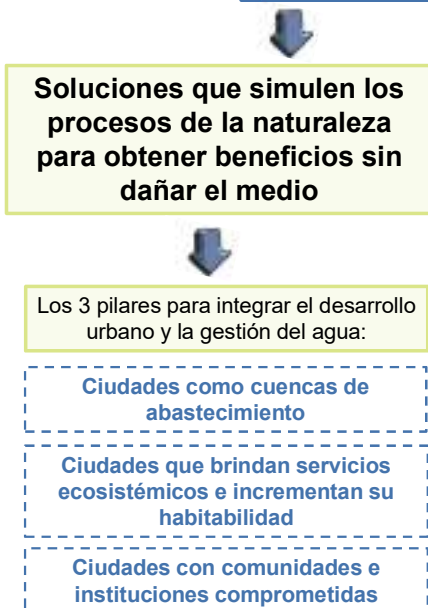 Soluciones que simulen los
procesos de la naturaleza
para obtener beneficios sin
dañar el medio
Los 3 pilares para integrar el desarrollo
urbano y la gestión del agua:
Ciudades como cuencas de
abastecimiento
Ciudades que brindan servicios
ecosistémicos e incrementan su
habitabilidad
Ciudades con comunidades e
instituciones comprometidas